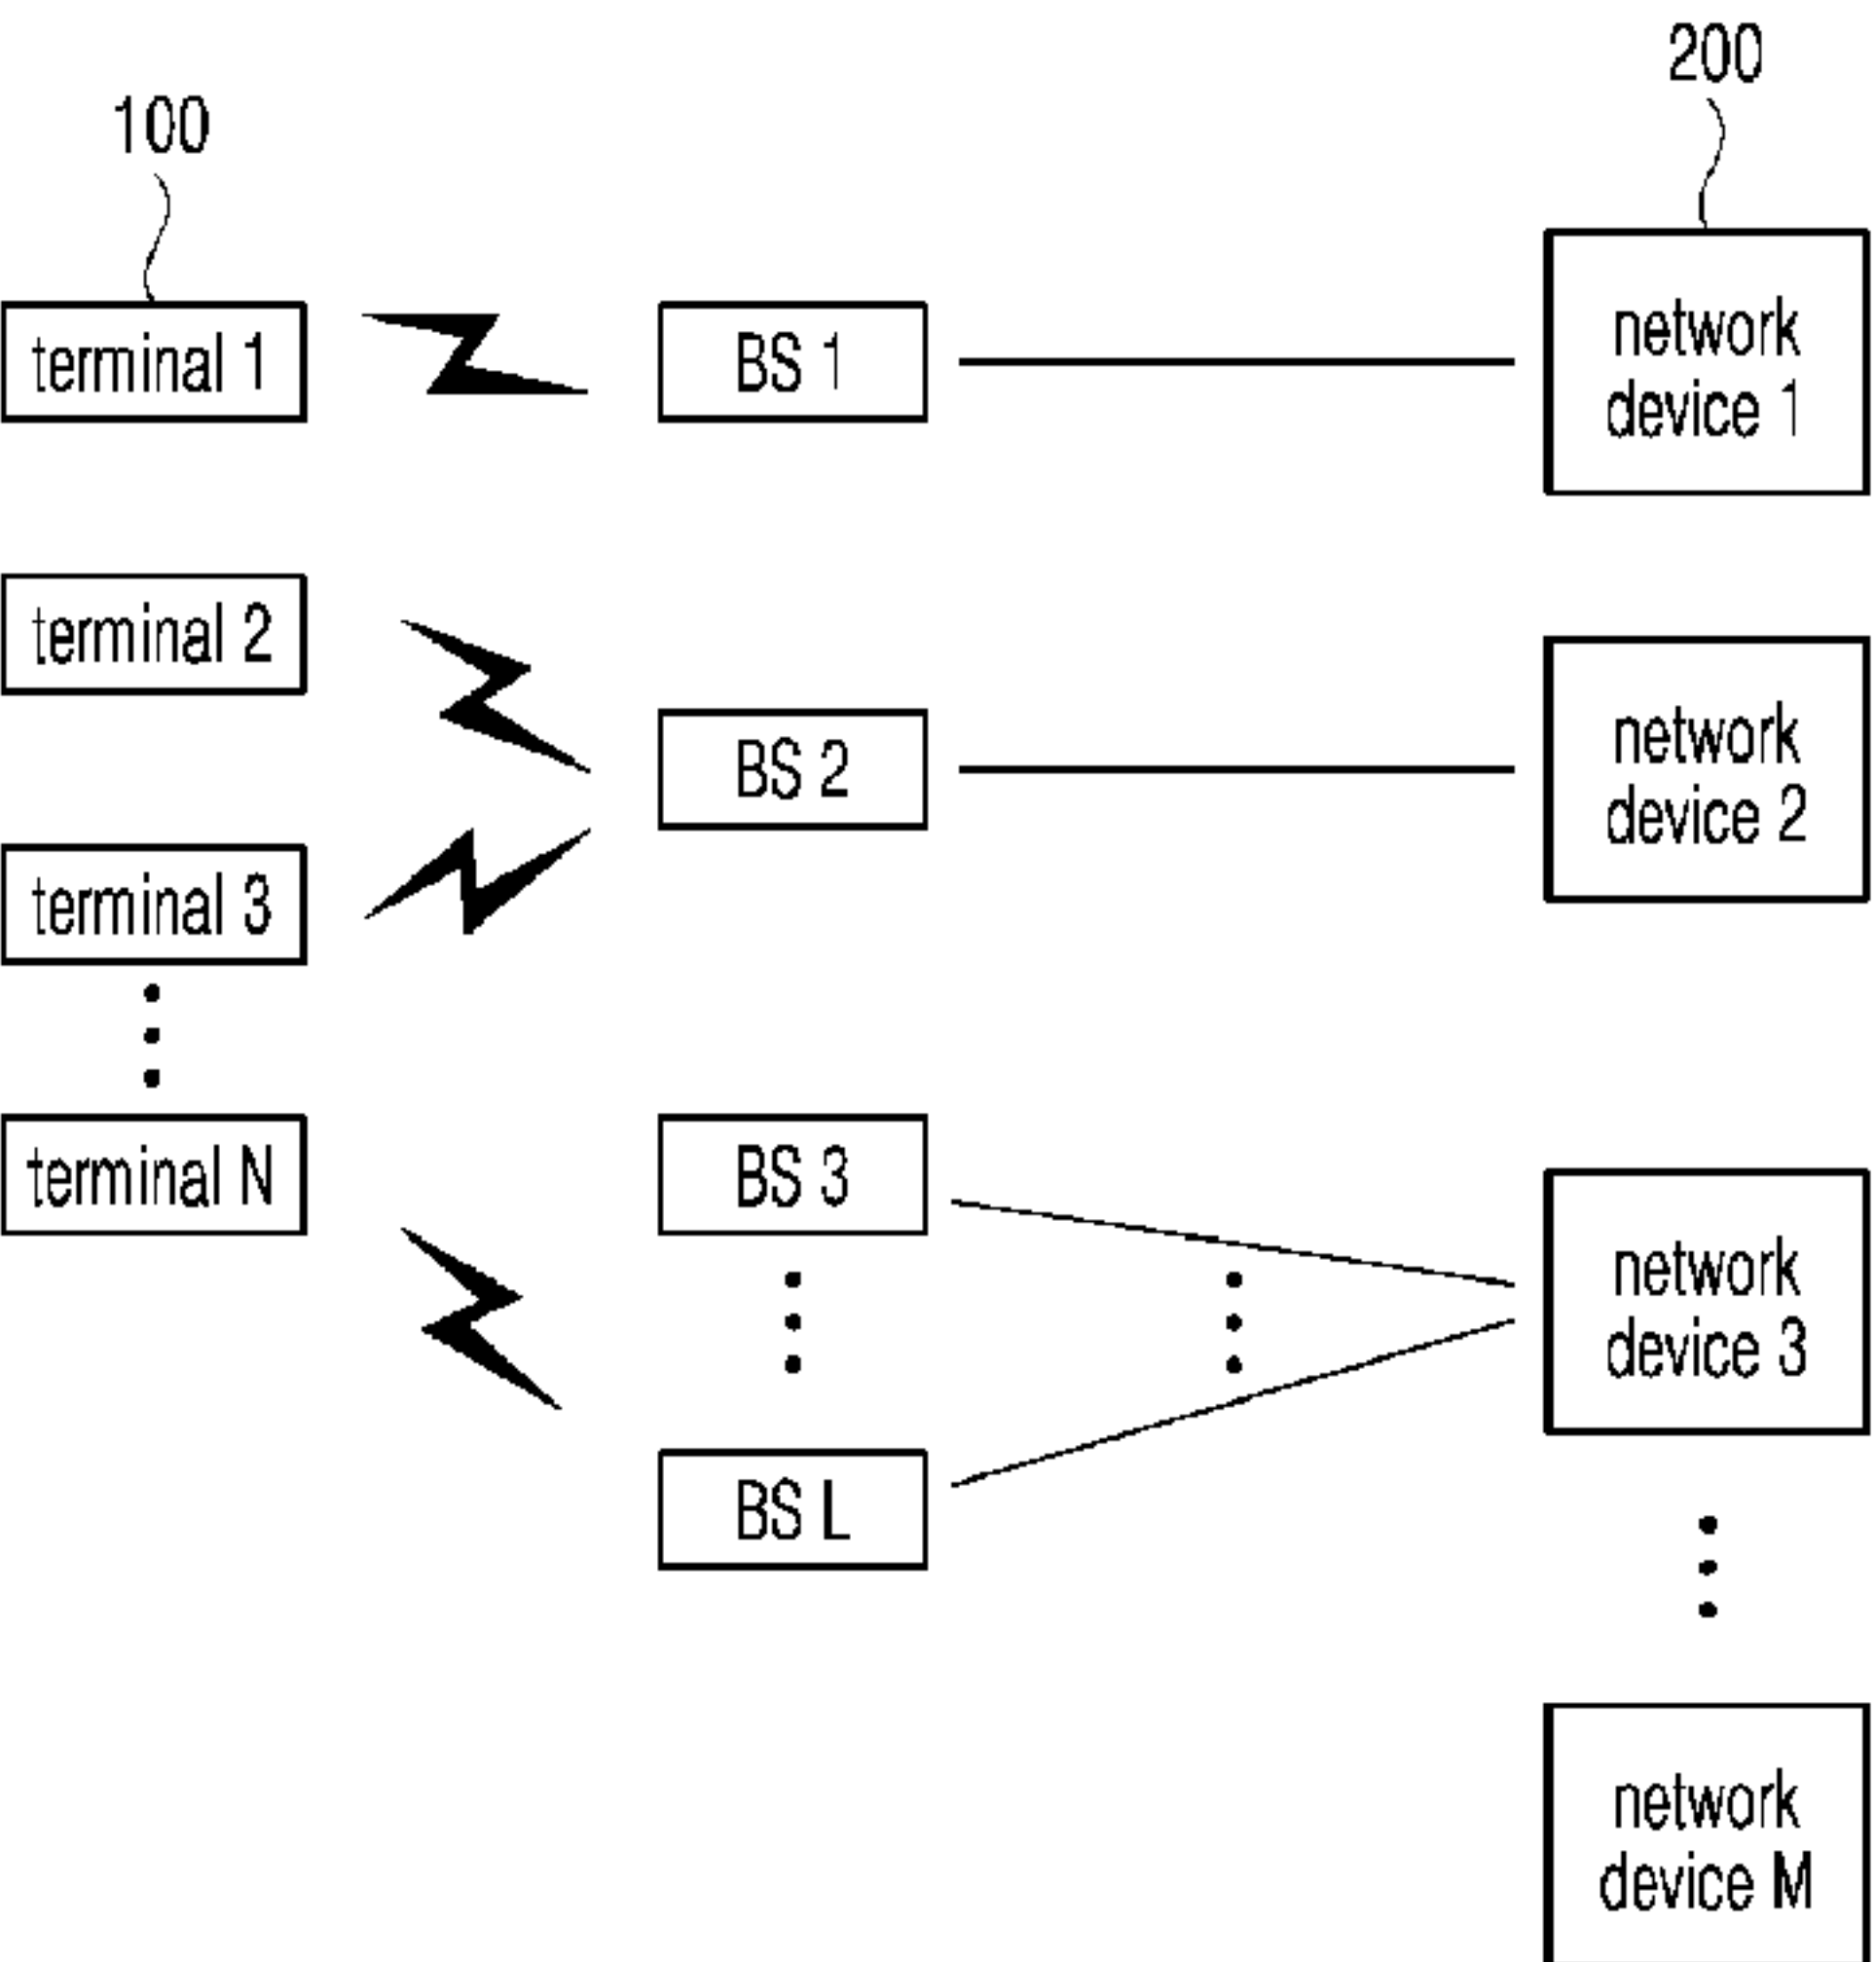 100
200
terminal 1
BS 1
network
device 1
terminal 2
BS 2
network
device 2
terminal 3
terminal N
BS 3
network
device 3
BS L
network
device M